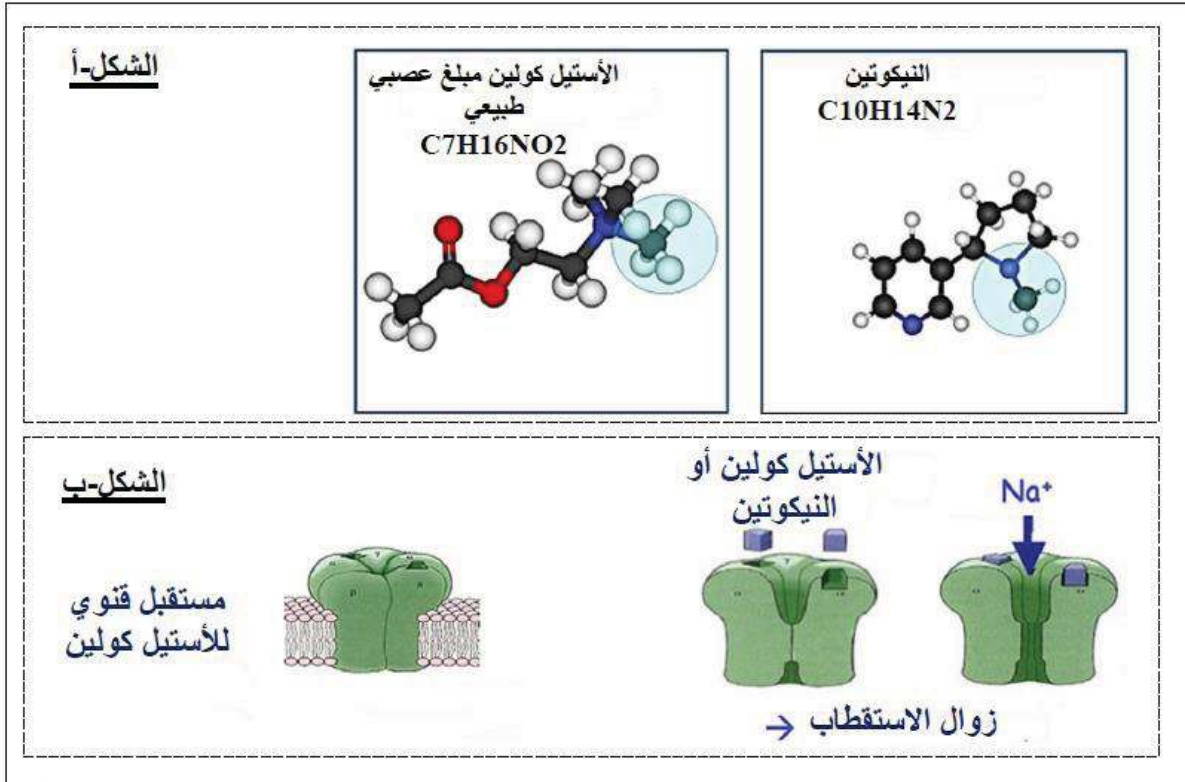 الشكل-أ
الأستيل كولين مبلغ عصبي
طبيعي
C7H16NO2
النيكوتين
C10H14N2
الشكل-ب
مستقبل قنوي
للأستيل كولين
الأستيل كولين أو
النيكوتين
Na+
→ زوال الاستقطاب